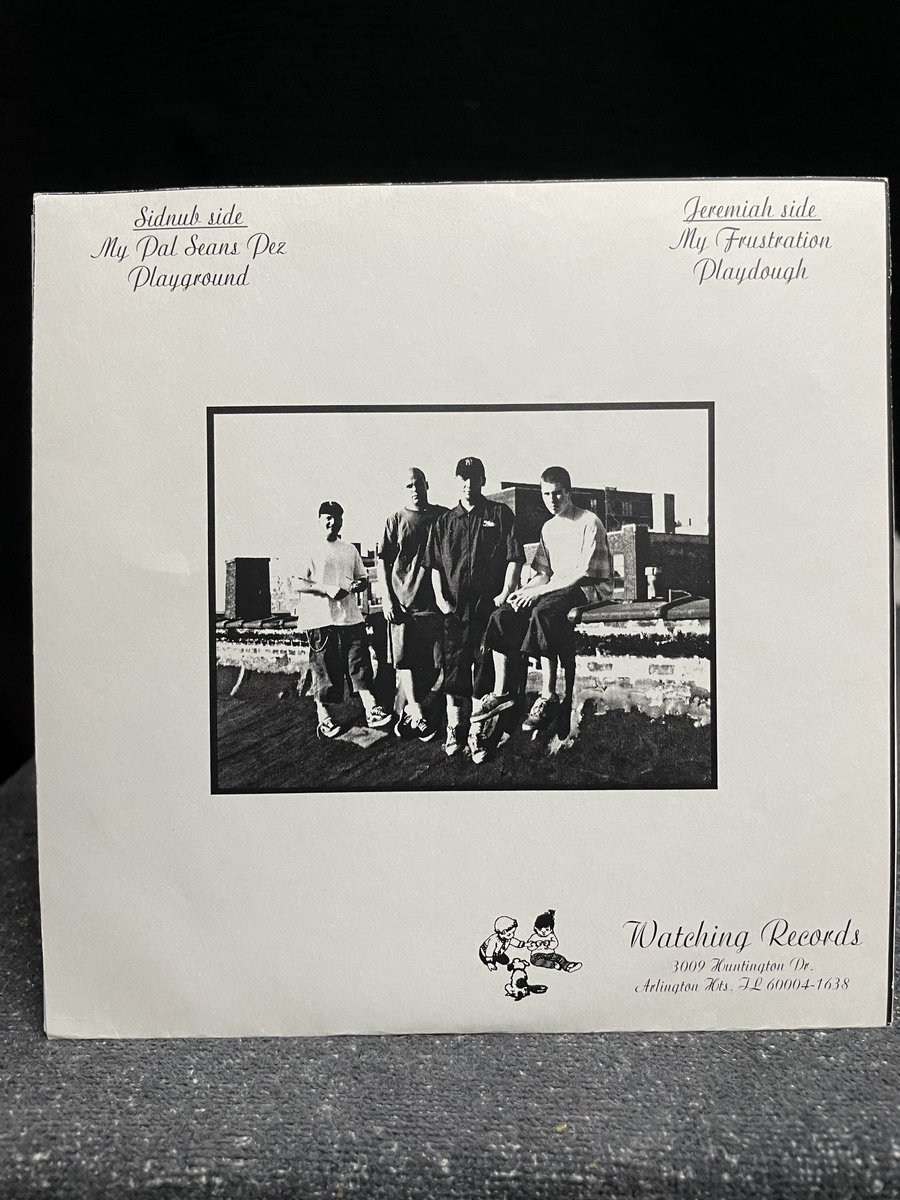 Sidnub side
My Pal Seans Pez
Playground
Jeremiah side
My Frustration
Playdough
Watching Records
3009 Huntington Dr.
Arlington Hts. IL 60004-1638